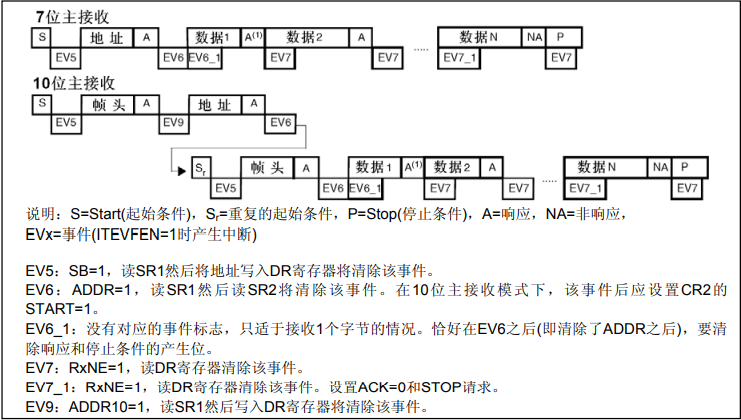 7位主接收
S 地址 A 数据1 A(1) 数据2 A ..... 数据N NA P
EV5 EV6 EV6_1 EV7 EV7 EV7_1 EV7
10位主接收
S 帧头 A 地址 A
EV5 EV9 EV6
Sr 帧头 A 数据1 A(1) 数据2 A ..... 数据N NA P
EV5 EV6 EV6_1 EV7 EV7 EV7_1 EV7
说明：S=Start(起始条件)，Sr=重复的起始条件，P=Stop(停止条件)，A=响应，NA=非响应，
EVx=事件(ITEVFEN=1时产生中断)
EV5：SB=1，读SR1然后将地址写入DR寄存器将清除该事件。
EV6：ADDR=1，读SR1然后读SR2将清除该事件。在10位主接收模式下，该事件后应设置CR2的
START=1。
EV6_1：没有对应的事件标志，只适于接收1个字节的情况。恰好在EV6之后(即清除了ADDR之后)，要清
除响应和停止条件的产生位。
EV7：RxNE=1，读DR寄存器清除该事件。
EV7_1：RxNE=1，读DR寄存器清除该事件。设置ACK=0和STOP请求。
EV9：ADDR10=1，读SR1然后写入DR寄存器将清除该事件。